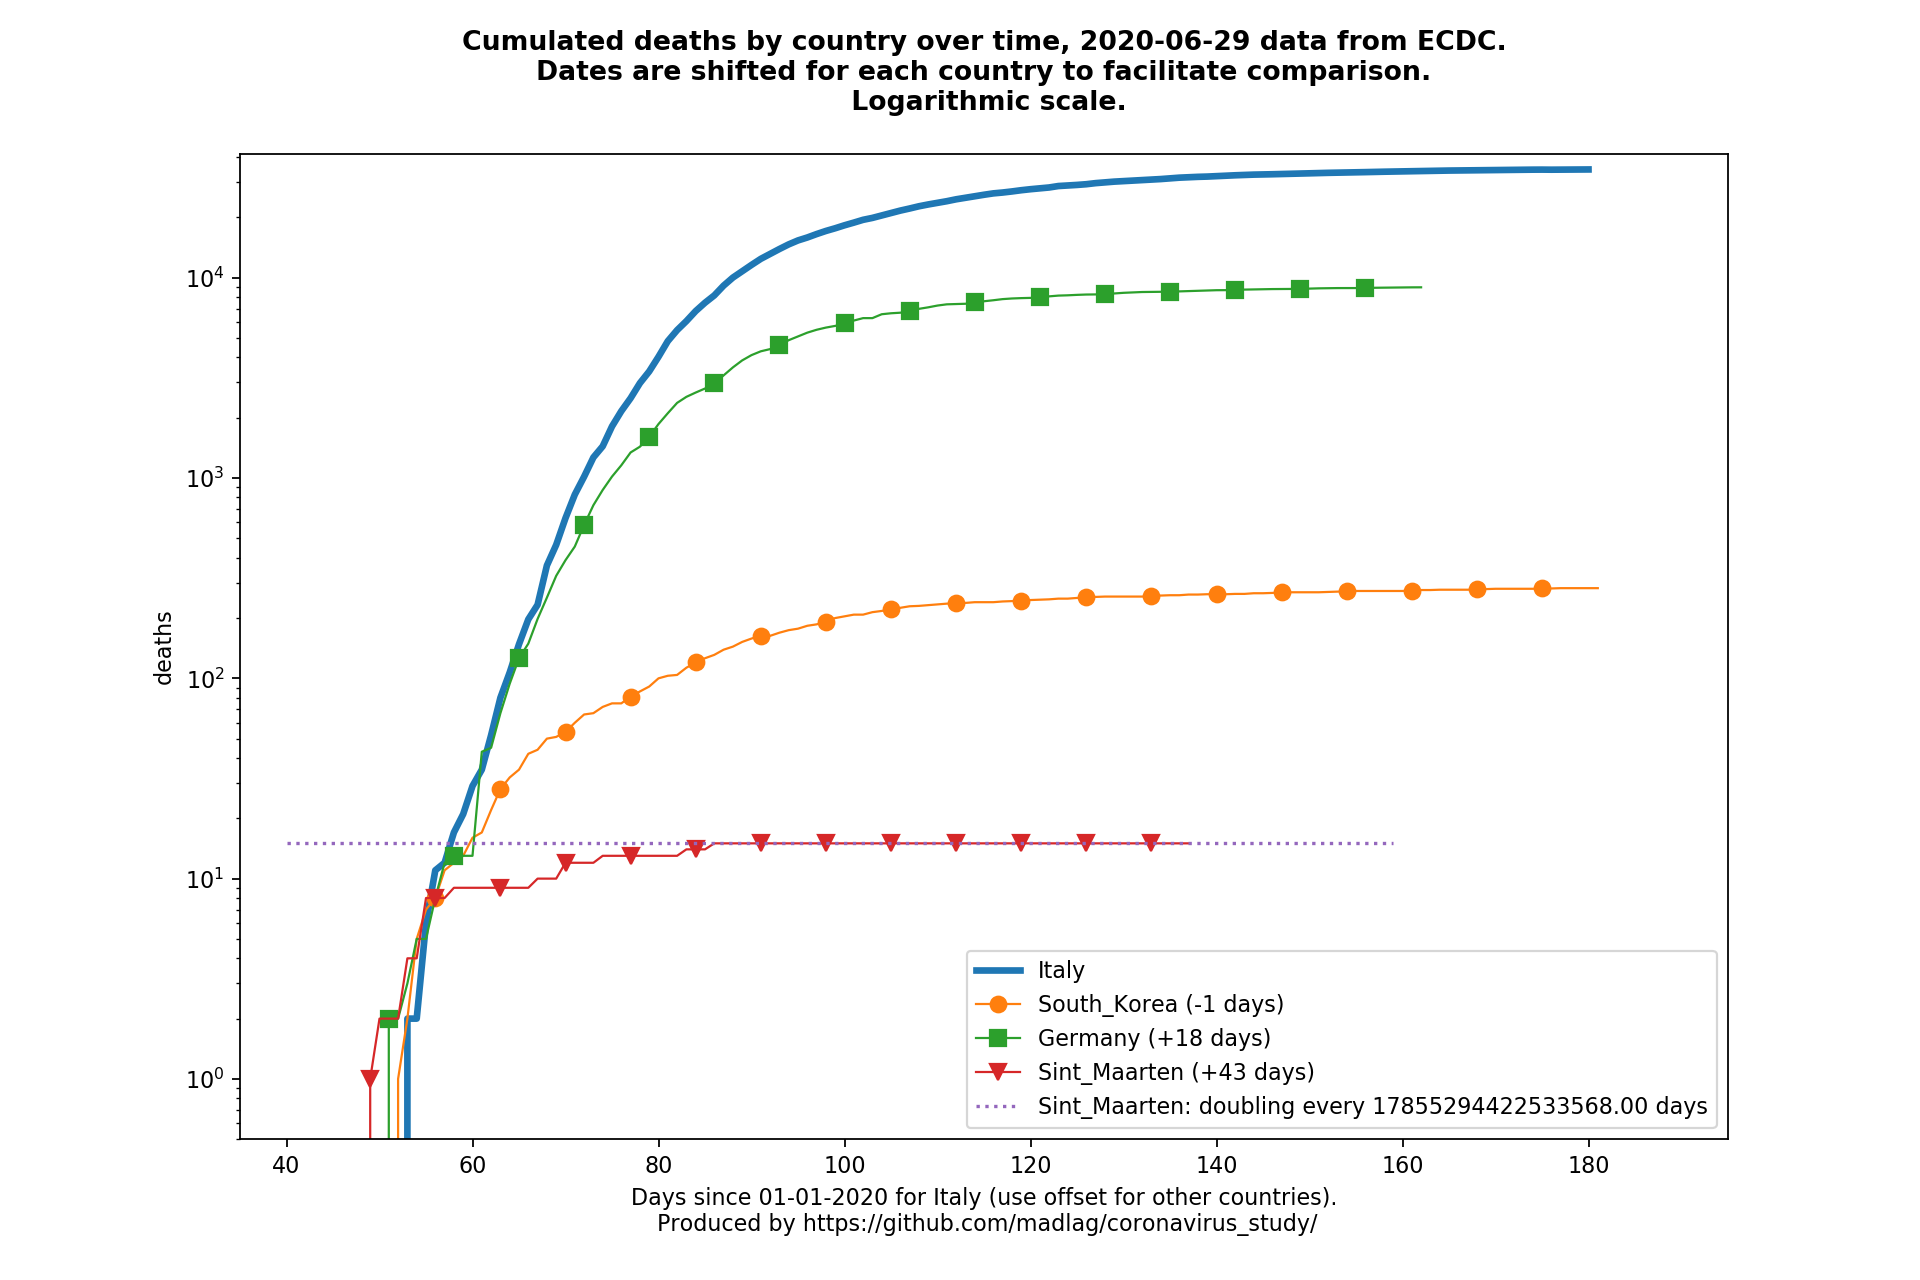 Cumulated deaths by country over time, 2020-06-29 data from ECDC.
Dates are shifted for each country to facilitate comparison.
Logarithmic scale.
10⁴
10³
10²
10¹
10⁰
deaths
Italy
South_Korea (-1 days)
Germany (+18 days)
Sint_Maarten (+43 days)
Sint_Maarten: doubling every 17855294422533568.00 days
40 60 80 100 120 140 160 180
Days since 01-01-2020 for Italy (use offset for other countries).
Produced by https://github.com/madlag/coronavirus_study/